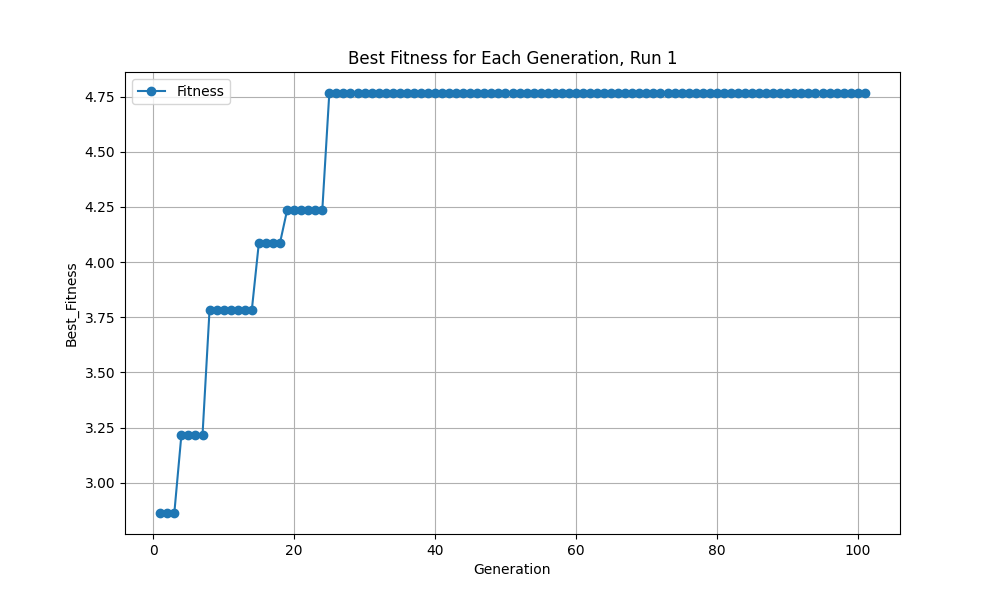 Best Fitness for Each Generation, Run 1
Fitness
4.75
4.50
4.25
4.00
3.75
3.50
3.25
3.00
Best_Fitness
0 20 40 60 80 100
Generation